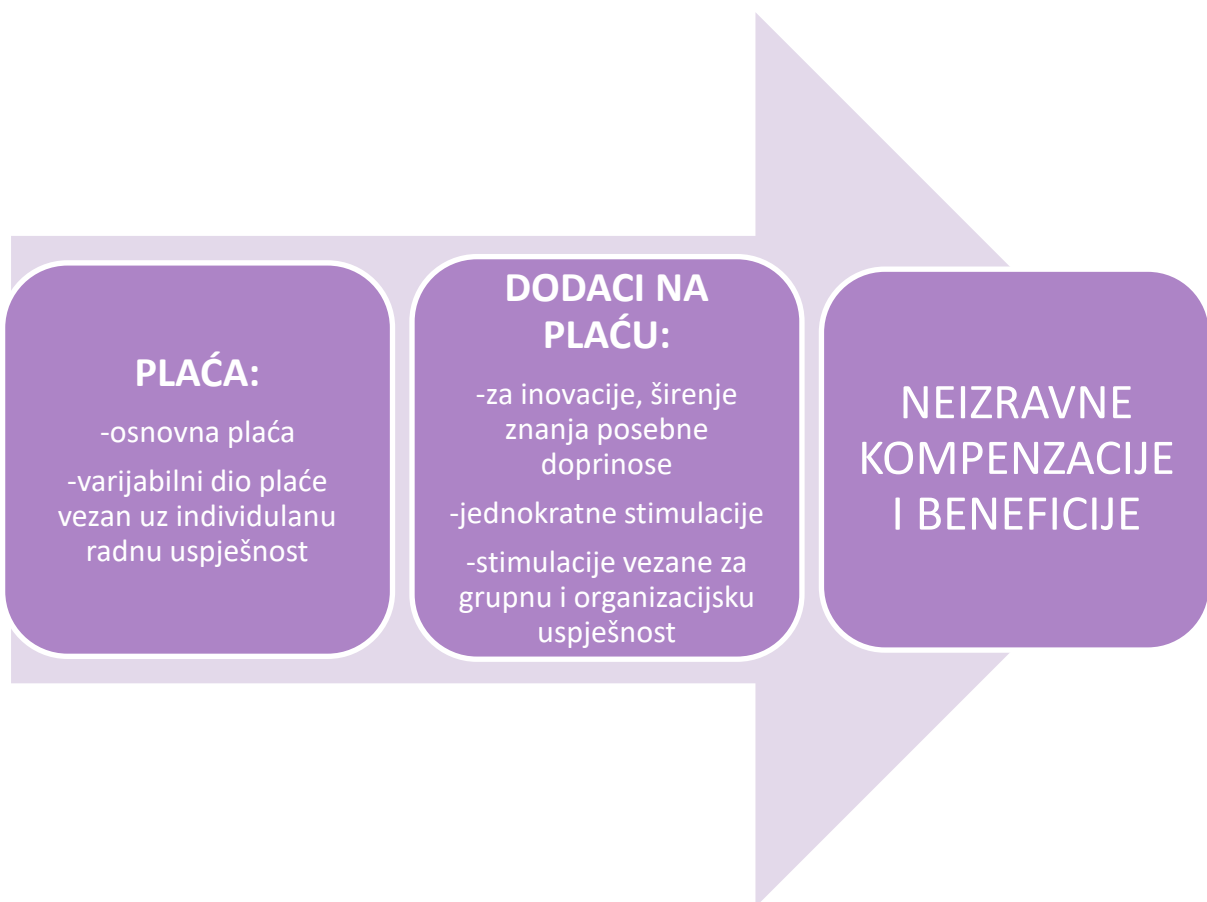 PLAĆA:
-osnovna plaća
-varijabilni dio plaće
vezan uz individulanu
radnu uspješnost
DODACI NA
PLAĆU:
-za inovacije, širenje
znanja posebne
doprinose
-jednokratne stimulacije
-stimulacije vezane za
grupnu i organizacijsku
uspješnost
NEIZRAVNE
KOMPENZACIJE
I BENEFICIJE